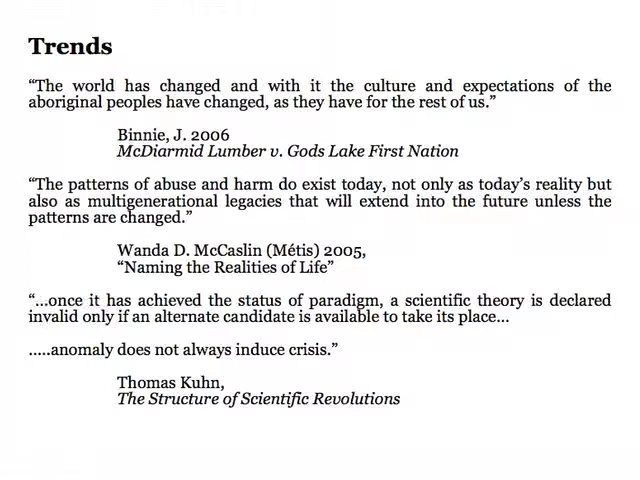 Trends
“The world has changed and with it the culture and expectations of the
aboriginal peoples have changed, as they have for the rest of us.”
Binnie, J. 2006
McDiarmid Lumber v. Gods Lake First Nation
“The patterns of abuse and harm do exist today, not only as today’s reality but
also as multigenerational legacies that will extend into the future unless the
patterns are changed.”
Wanda D. McCaslin (Métis) 2005,
“Naming the Realities of Life”
“…once it has achieved the status of paradigm, a scientific theory is declared
invalid only if an alternate candidate is available to take its place…
…..anomaly does not always induce crisis.”
Thomas Kuhn,
The Structure of Scientific Revolutions